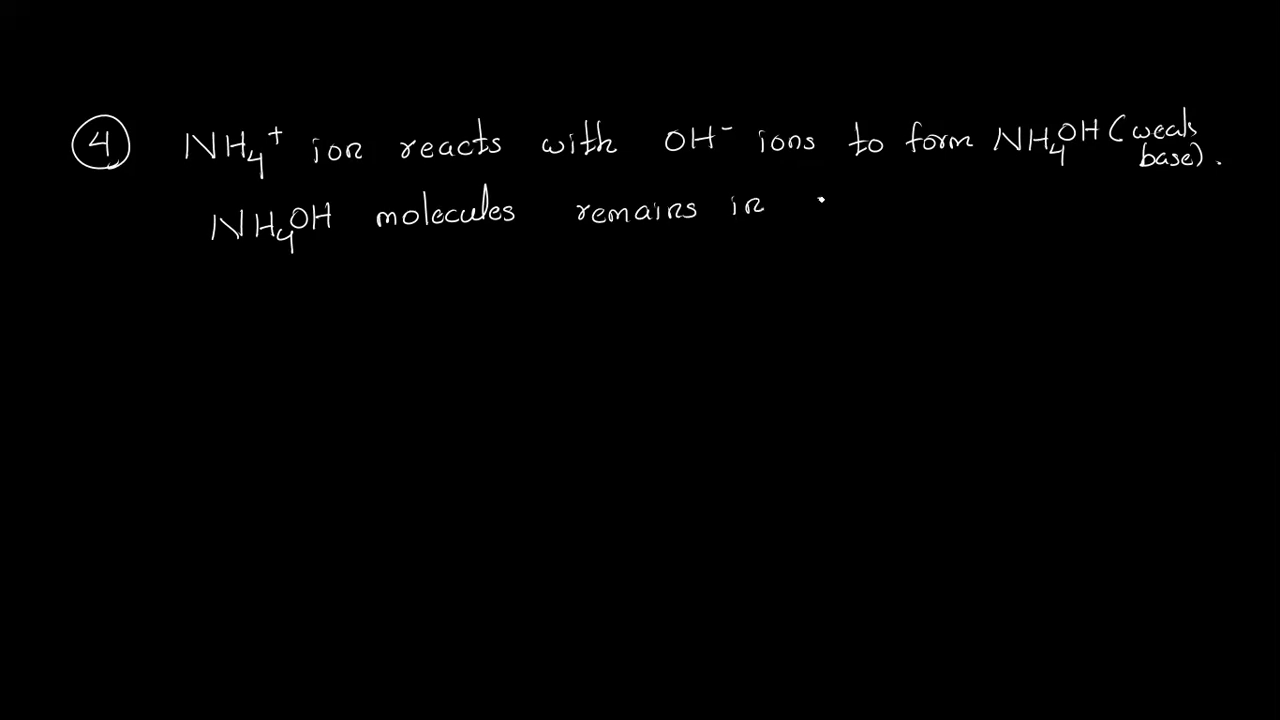 ④ NH₄⁺ ion reacts with OH⁻ ions to form NH₄OH (weak base).
NH₄OH molecules remains in